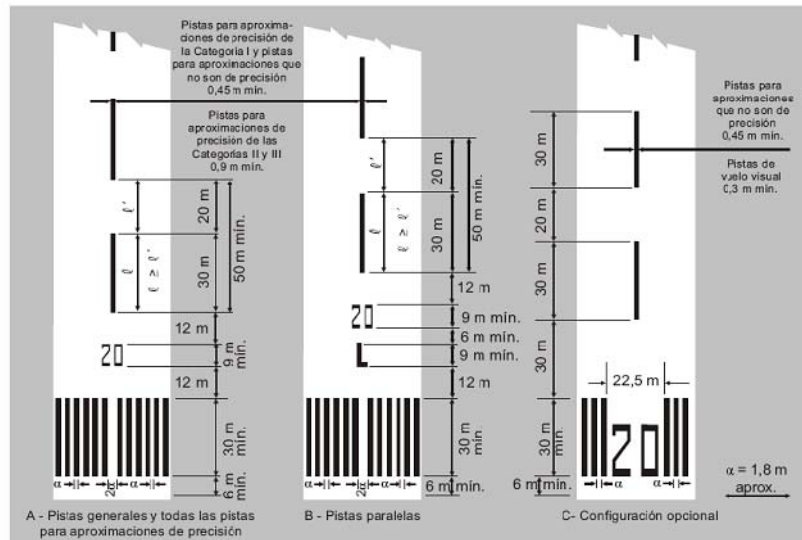 Pistas para aproxima-
ciones de precisión de
la Categoría I y pistas
para aproximaciones que
no son de precisión
0,45 m mín.
Pistas para
aproximaciones de
precisión de las
Categorías II y III
0,9 m mín.
ℓ'
20 m
ℓ
ℓ ≥ ℓ'
30 m
50 m mín.
12 m
20
9 m
mín.
12 m
30 m
mín.
α
2α
α
6 m
mín.
A - Pistas generales y todas las pistas
para aproximaciones de precisión
ℓ'
20 m
ℓ
ℓ ≥ ℓ'
30 m
50 m mín.
12 m
20
9 m mín.
6 m mín.
L
9 m mín.
12 m
30 m
mín.
α
2α
α
6 m mín.
B - Pistas paralelas
Pistas para
aproximaciones
que no son de
precisión
0,45 m mín.
Pistas de
vuelo visual
0,3 m mín.
30 m
20 m
30 m
30 m
22,5 m
30 m
mín.
20
6 m mín.
α
α
C- Configuración opcional
α = 1,8 m
aprox.